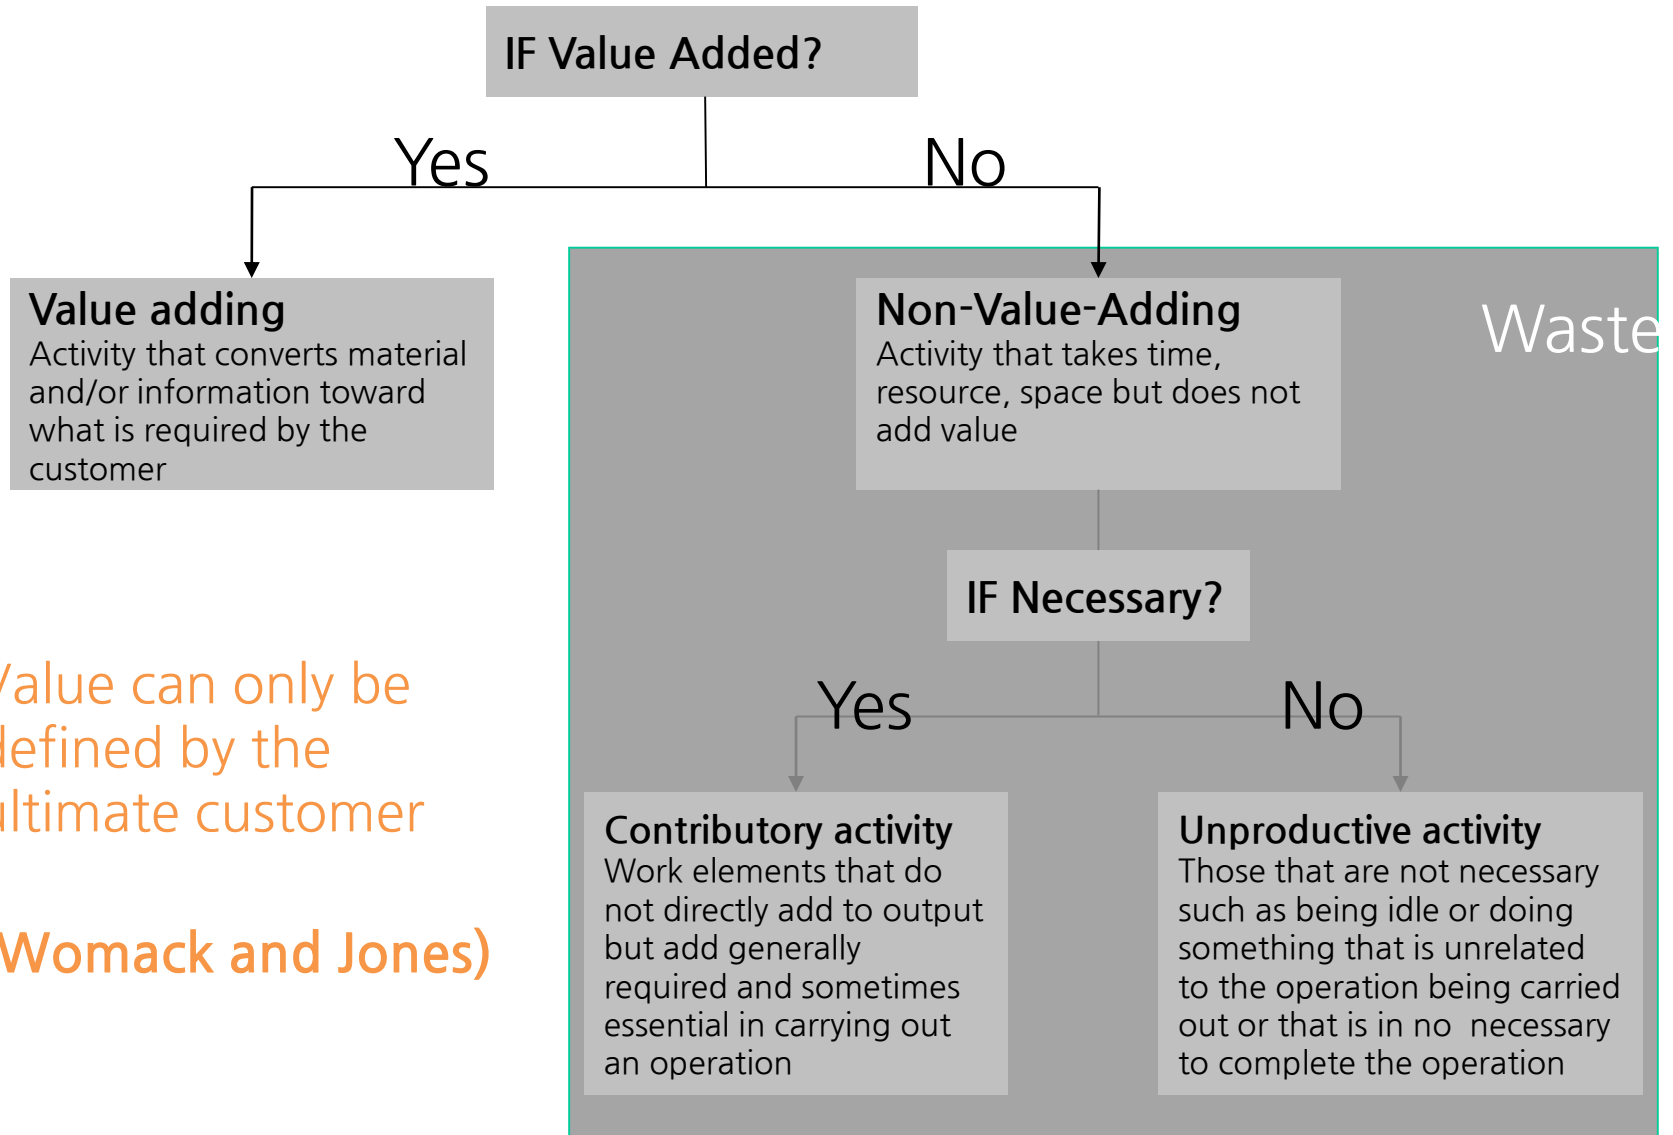 IF Value Added?
Yes
No
Value adding
Activity that converts material
and/or information toward
what is required by the
customer
Non-Value-Adding
Activity that takes time,
resource, space but does not
add value
Waste
IF Necessary?
Value can only be
defined by the
ultimate customer
(Womack and Jones)
Yes
No
Contributory activity
Work elements that do
not directly add to output
but add generally
required and sometimes
essential in carrying out
an operation
Unproductive activity
Those that are not necessary
such as being idle or doing
something that is unrelated
to the operation being carried
out or that is in no  necessary
to complete the operation